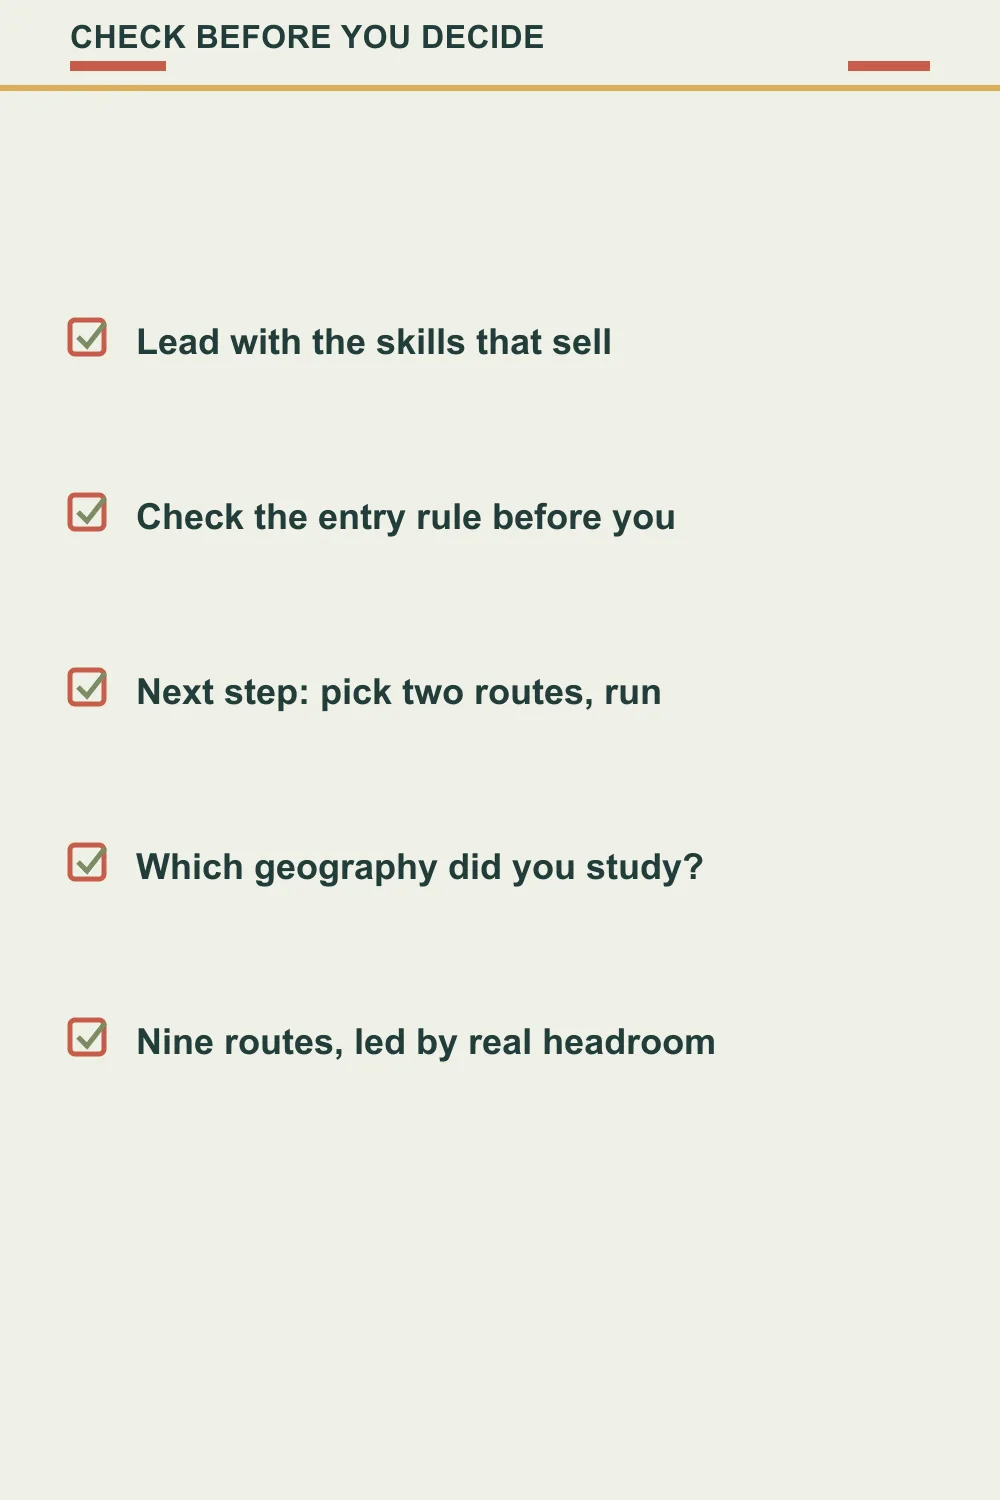 CHECK BEFORE YOU DECIDE
Lead with the skills that sell
Check the entry rule before you
Next step: pick two routes, run
Which geography did you study?
Nine routes, led by real headroom